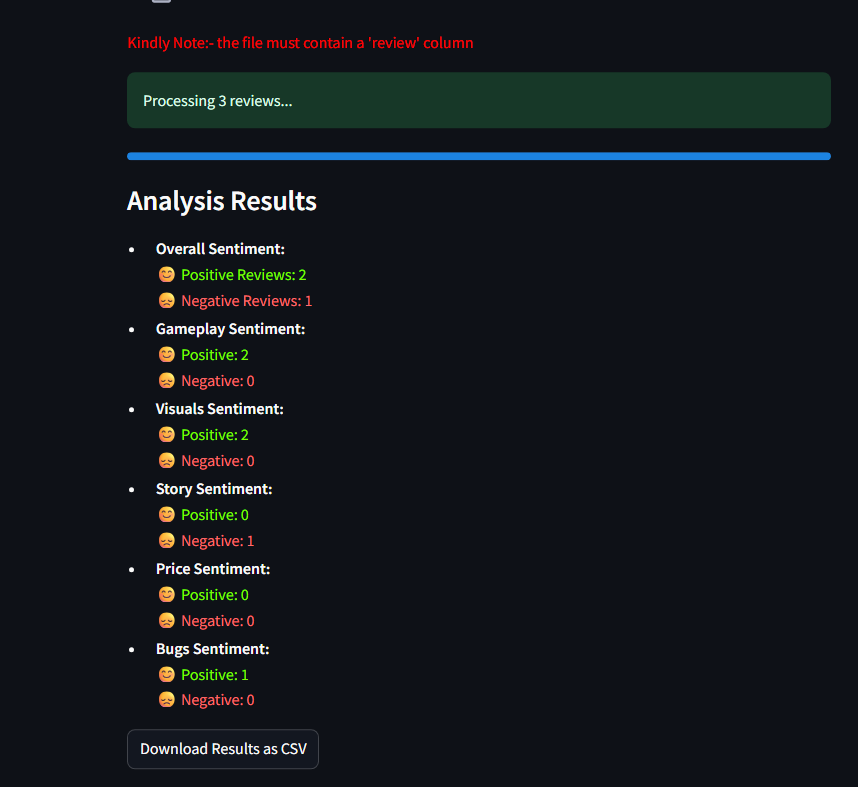 Kindly Note:- the file must contain a 'review' column
Processing 3 reviews...
Analysis Results
Overall Sentiment:
😊 Positive Reviews: 2
😞 Negative Reviews: 1
Gameplay Sentiment:
😊 Positive: 2
😞 Negative: 0
Visuals Sentiment:
😊 Positive: 2
😞 Negative: 0
Story Sentiment:
😊 Positive: 0
😞 Negative: 1
Price Sentiment:
😊 Positive: 0
😞 Negative: 0
Bugs Sentiment:
😊 Positive: 1
😞 Negative: 0
Download Results as CSV